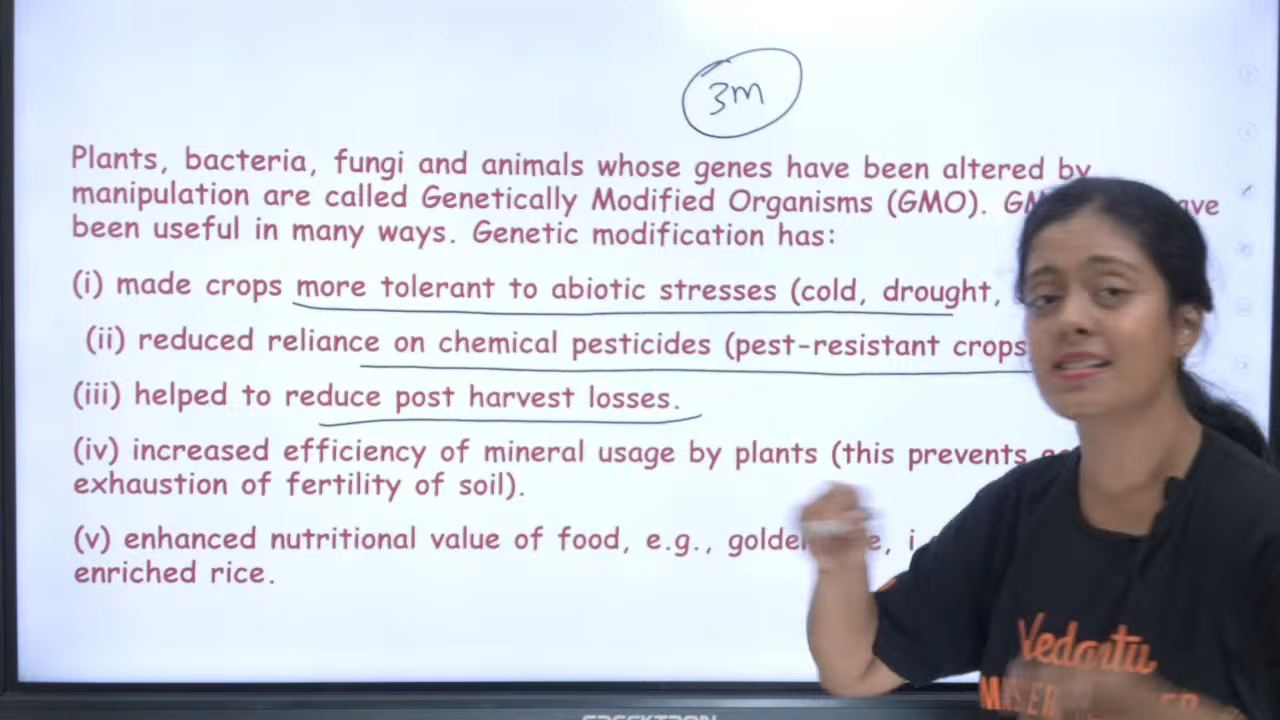 3m
Plants, bacteria, fungi and animals whose genes have been altered by
manipulation are called Genetically Modified Organisms (GMO).
been useful in many ways. Genetic modification has:
(i) made crops more tolerant to abiotic stresses (cold, drought,
(ii) reduced reliance on chemical pesticides (pest-resistant crops
(iii) helped to reduce post harvest losses.
(iv) increased efficiency of mineral usage by plants (this prevents
exhaustion of fertility of soil).
(v) enhanced nutritional value of food, e.g.,
enriched rice.
Vedantu